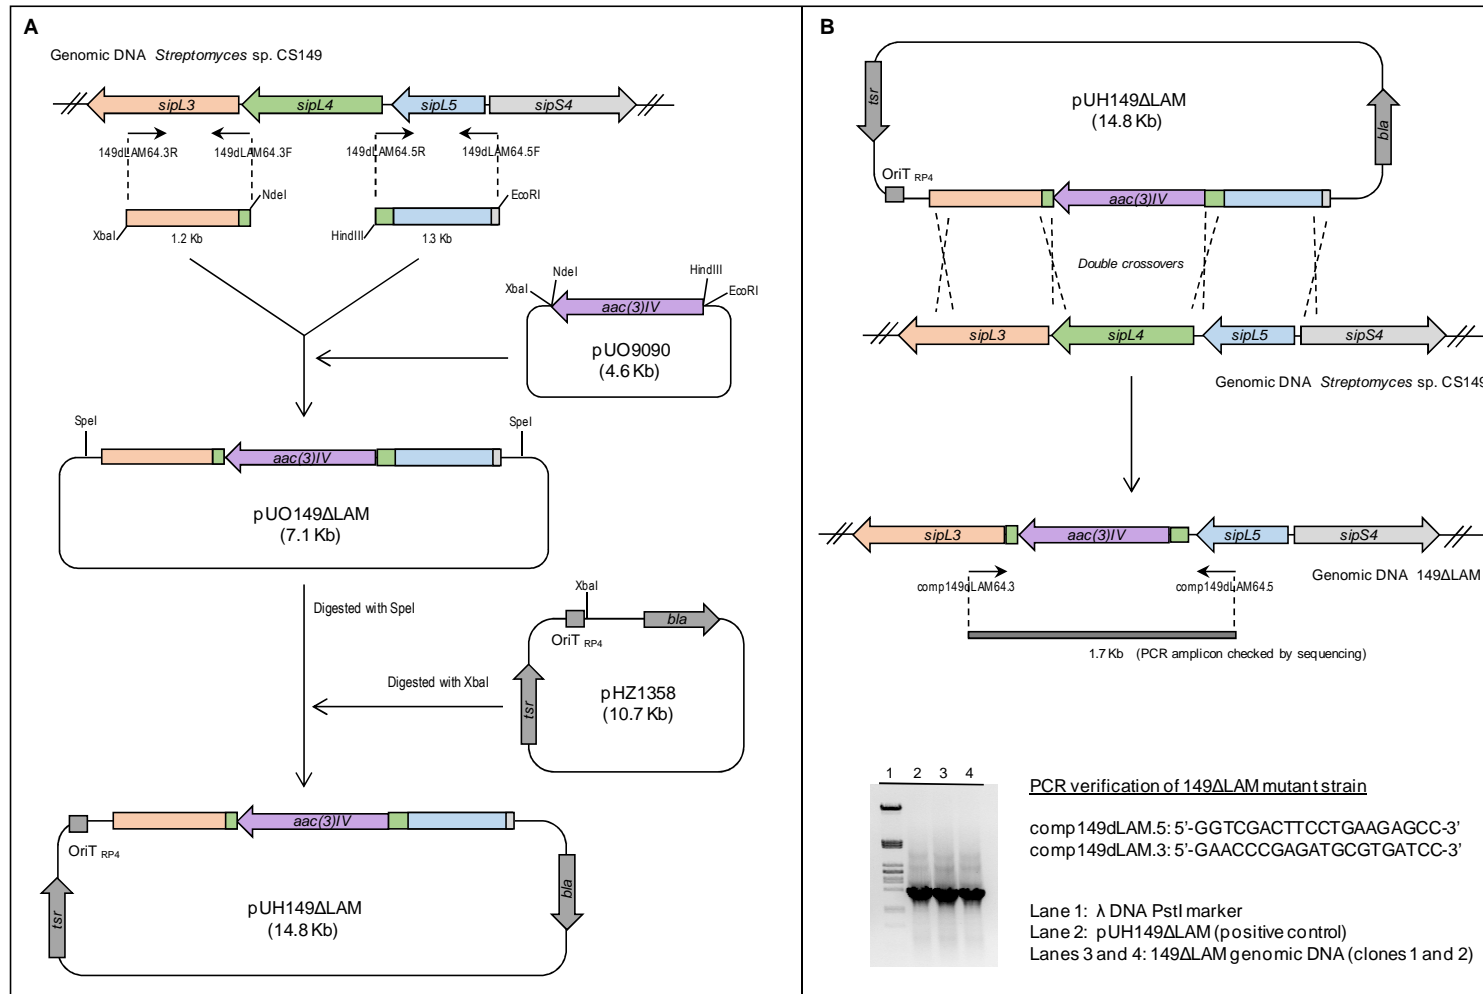 A
Genomic DNA Streptomyces sp. CS149
sipL3
sipL4
sipL5
sipS4
149dLAM64.3R
149dLAM64.3F
149dLAM64.5R
149dLAM64.5F
NdeI
EcoRI
XbaI
1.2 Kb
HindIII
1.3 Kb
XbaI
NdeI
HindIII
EcoRI
aac(3)IV
pUO9090
(4.6 Kb)
SpeI
SpeI
aac(3)IV
pUO149ΔLAM
(7.1 Kb)
Digested with SpeI
XbaI
bla
OriT RP4
Digested with XbaI
tsr
pHZ1358
(10.7 Kb)
aac(3)IV
OriT RP4
tsr
bla
pUH149ΔLAM
(14.8 Kb)
B
tsr
pUH149ΔLAM
(14.8 Kb)
bla
OriT RP4
aac(3)IV
Double crossovers
sipL3
sipL4
sipL5
sipS4
Genomic DNA Streptomyces sp. CS149
sipL3
aac(3)IV
sipL5
sipS4
Genomic DNA 149ΔLAM
comp149dLAM64.3
comp149dLAM64.5
1.7 Kb (PCR amplicon checked by sequencing)
1 2 3 4
PCR verification of 149ΔLAM mutant strain
comp149dLAM.5: 5’-GGTCGACTTCCTGAAGAGCC-3’
comp149dLAM.3: 5’-GAACCCGAGATGCGTGATCC-3’
Lane 1: λ DNA PstI marker
Lane 2: pUH149ΔLAM (positive control)
Lanes 3 and 4: 149ΔLAM genomic DNA (clones 1 and 2)